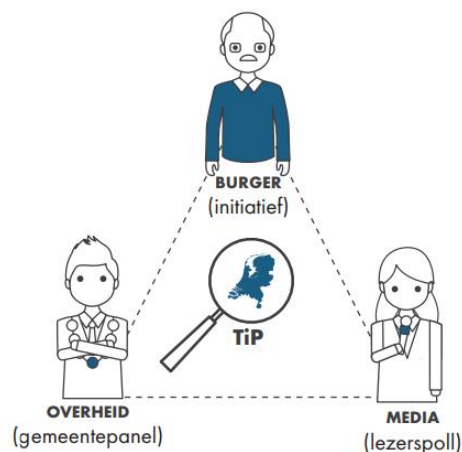 BURGER
(initiatief)
TiP
OVERHEID
(gemeentepanel)
MEDIA
(lezerspoll)